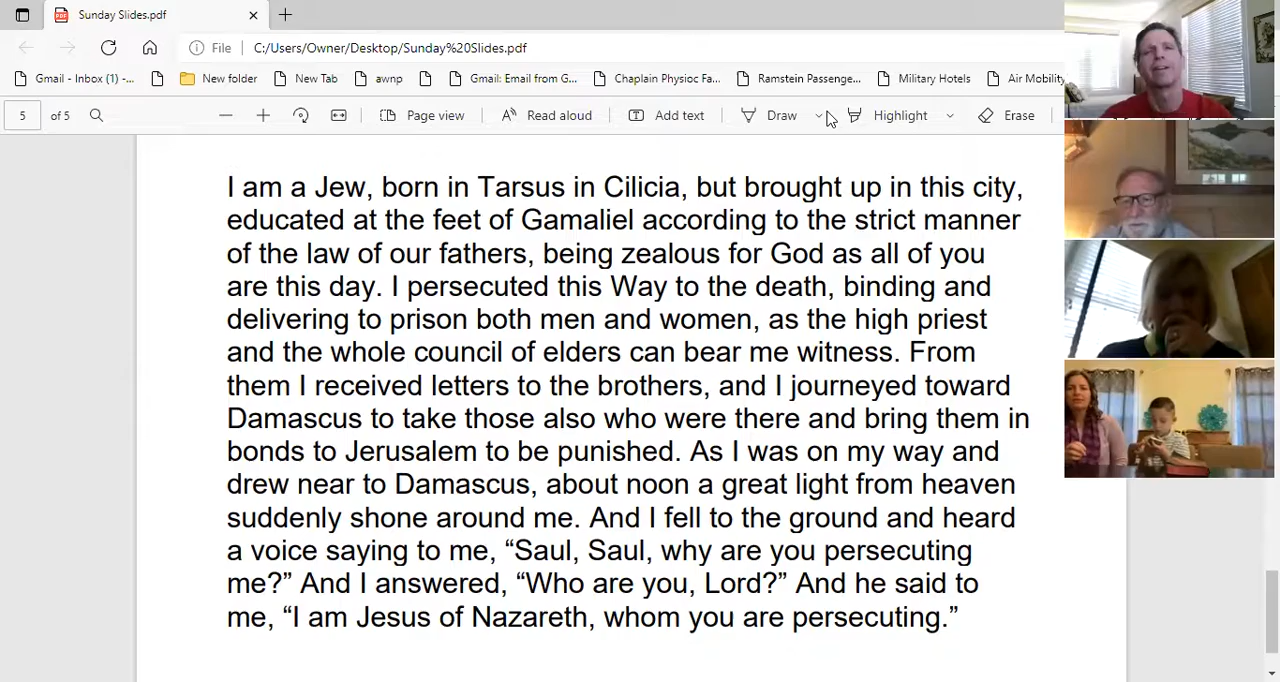 Sunday Slides.pdf
File C:/Users/Owner/Desktop/Sunday%20Slides.pdf
Gmail - Inbox (1) -... New folder New Tab awnp Gmail: Email from G... Chaplain Physioc Fa... Ramstein Passenge... Military Hotels Air Mobility
5 of 5 Page view Read aloud Add text Draw Highlight Erase
I am a Jew, born in Tarsus in Cilicia, but brought up in this city,
educated at the feet of Gamaliel according to the strict manner
of the law of our fathers, being zealous for God as all of you
are this day. I persecuted this Way to the death, binding and
delivering to prison both men and women, as the high priest
and the whole council of elders can bear me witness. From
them I received letters to the brothers, and I journeyed toward
Damascus to take those also who were there and bring them in
bonds to Jerusalem to be punished. As I was on my way and
drew near to Damascus, about noon a great light from heaven
suddenly shone around me. And I fell to the ground and heard
a voice saying to me, “Saul, Saul, why are you persecuting
me?” And I answered, “Who are you, Lord?” And he said to
me, “I am Jesus of Nazareth, whom you are persecuting.”